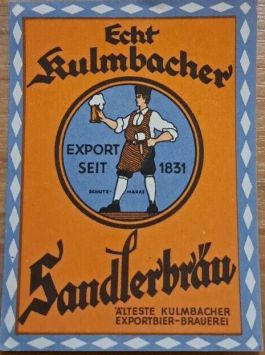 Echt
Kulmbacher
EXPORT
SEIT 1831
SCHUTZ- MARKE
Sandlerbräu
ÄLTESTE KULMBACHER
EXPORTBIER-BRAUEREI